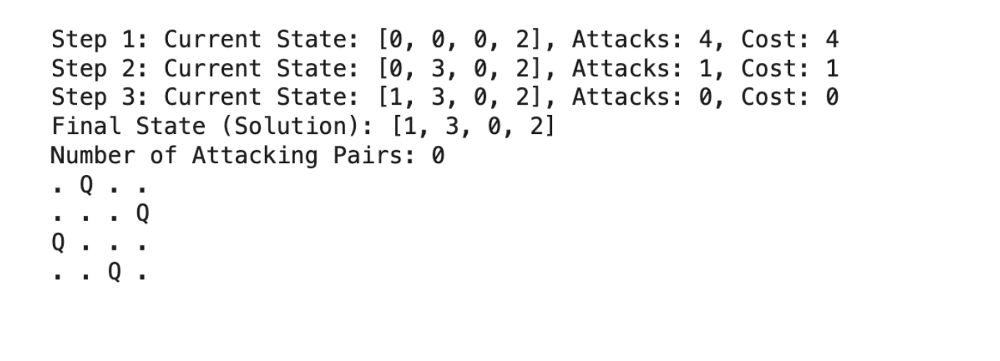 Step 1: Current State: [0, 0, 0, 2], Attacks: 4, Cost: 4
Step 2: Current State: [0, 3, 0, 2], Attacks: 1, Cost: 1
Step 3: Current State: [1, 3, 0, 2], Attacks: 0, Cost: 0
Final State (Solution): [1, 3, 0, 2]
Number of Attacking Pairs: 0
. Q . .
. . . Q
Q . . .
. . Q .